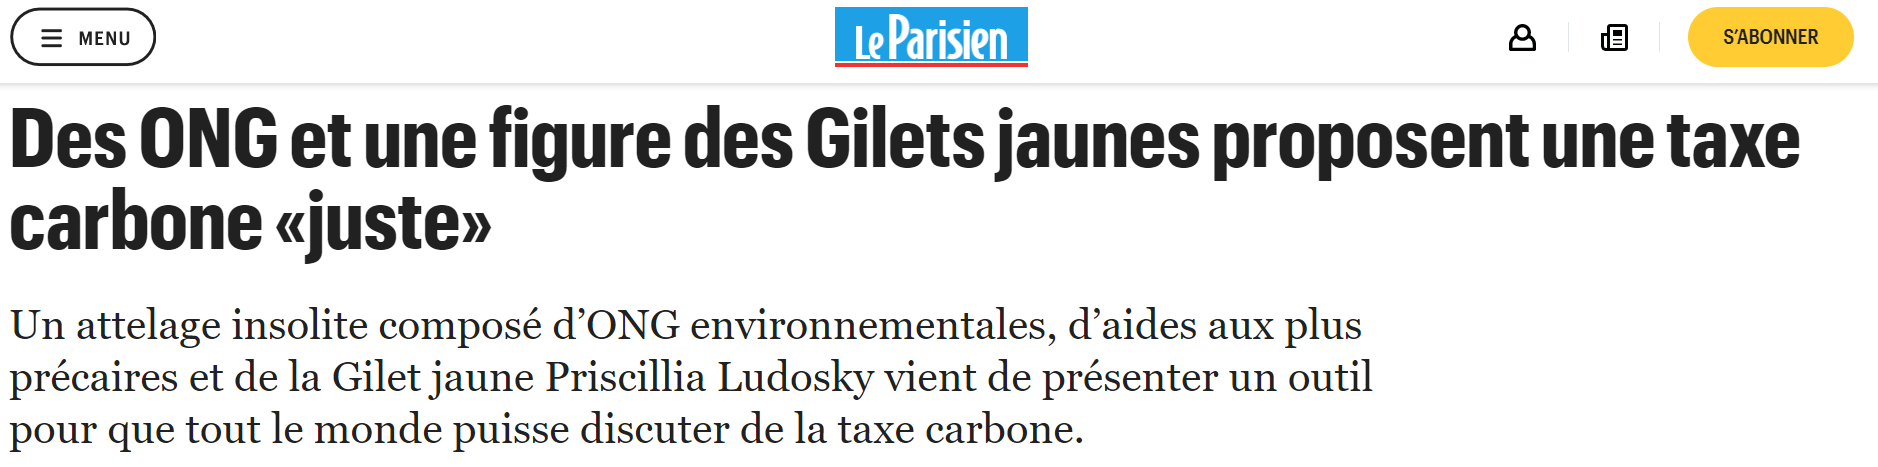 MENU
Le Parisien
S'ABONNER
Des ONG et une figure des Gilets jaunes proposent une taxe
carbone «juste»
Un attelage insolite composé d’ONG environnementales, d’aides aux plus
précaires et de la Gilet jaune Priscillia Ludosky vient de présenter un outil
pour que tout le monde puisse discuter de la taxe carbone.